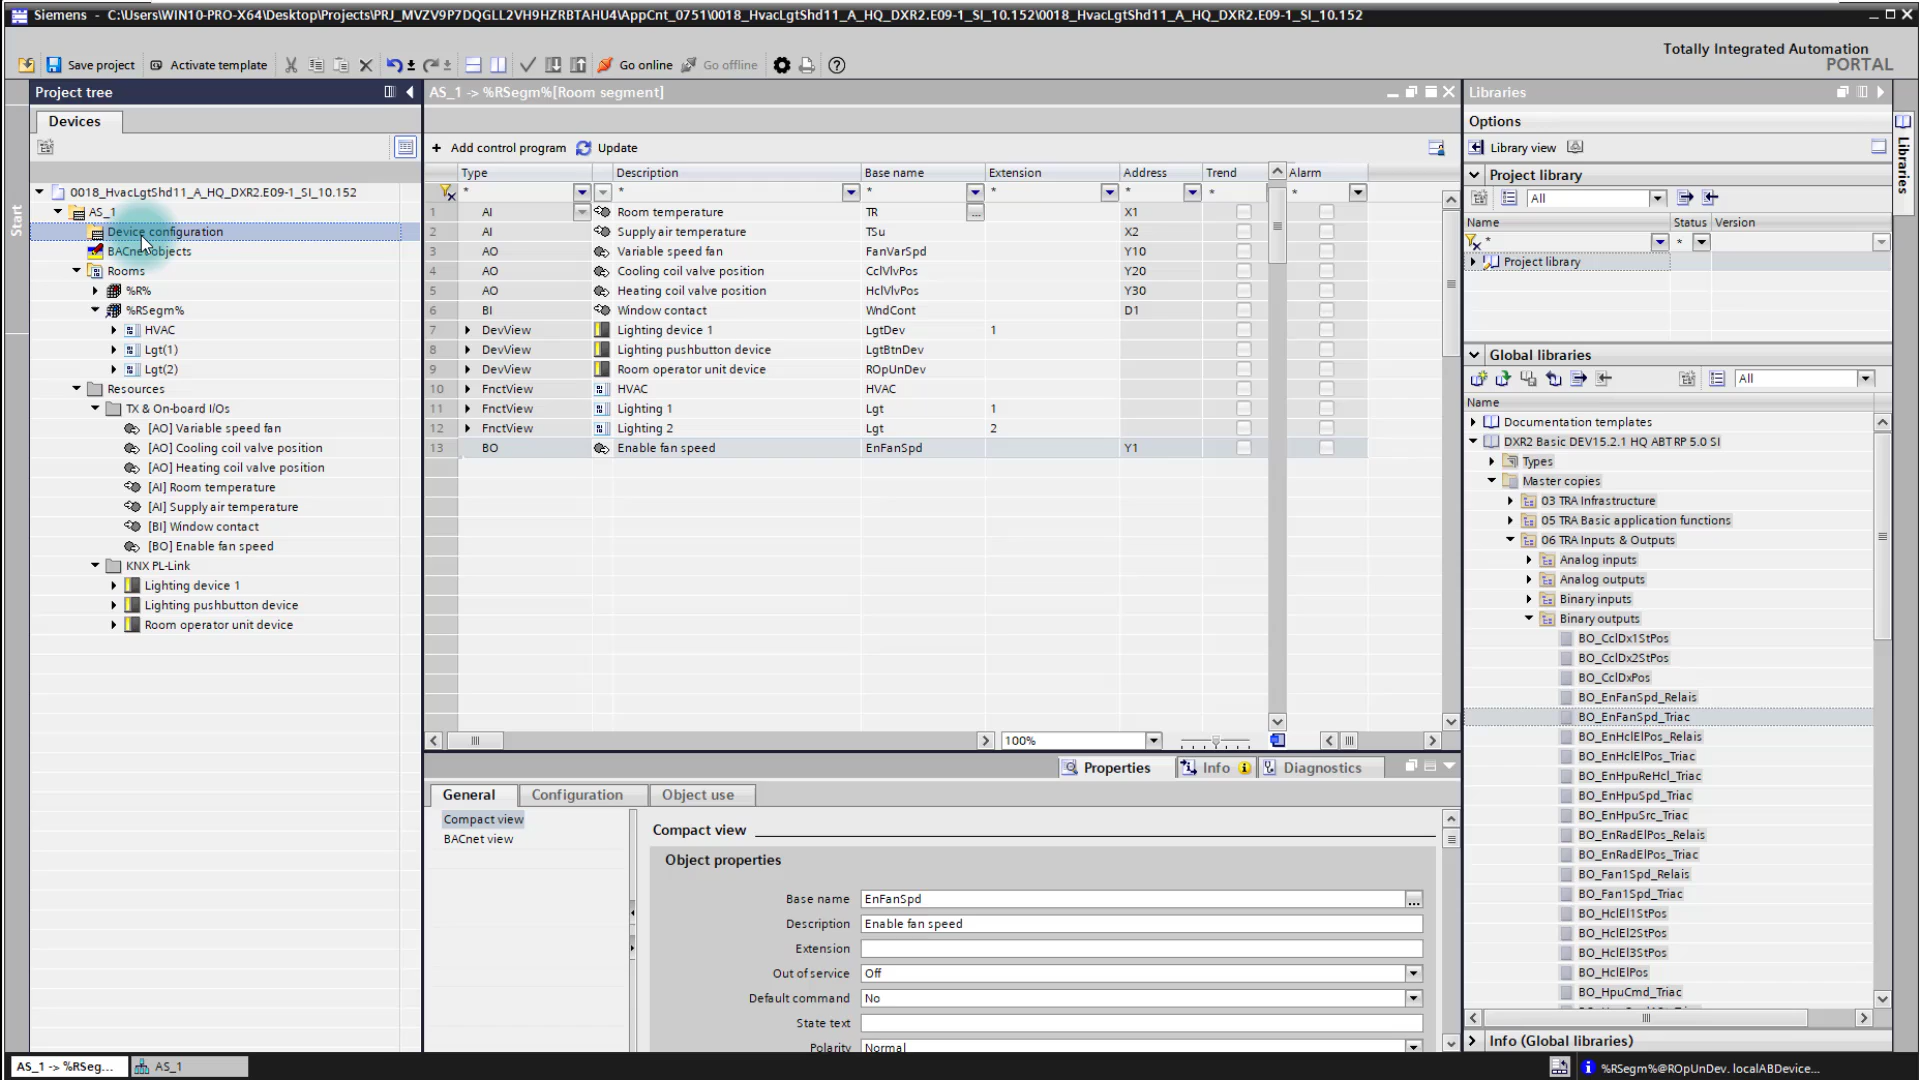 Siemens - C:\Users\WIN10-PRO-X64\Desktop\Projects\PRJ_MVZV9P7DQGLL2VH9HZRBTAHU4\AppCnt_0751\0018_HvacLgtShd11_A_HQ_DXR2.E09-1_SI_10.152\0018_HvacLgtShd11_A_HQ_DXR2.E09-1_SI_10.152
Totally Integrated Automation
PORTAL
Save project Activate template Go online Go offline
Project tree
Devices
Start
0018_HvacLgtShd11_A_HQ_DXR2.E09-1_SI_10.152
AS_1
Device configuration
BACnet objects
Rooms
%R%
%RSegm%
HVAC
Lgt(1)
Lgt(2)
Resources
TX & On-board I/Os
[AO] Variable speed fan
[AO] Cooling coil valve position
[AO] Heating coil valve position
[AI] Room temperature
[AI] Supply air temperature
[BI] Window contact
[BO] Enable fan speed
KNX PL-Link
Lighting device 1
Lighting pushbutton device
Room operator unit device
AS_1 -> %RSegm%[Room segment]
Add control program Update
Type Description Base name Extension Address Trend Alarm
* * * * * * *
1 AI Room temperature TR ... X1
2 AI Supply air temperature TSu X2
3 AO Variable speed fan FanVarSpd Y10
4 AO Cooling coil valve position CclVlvPos Y20
5 AO Heating coil valve position HclVlvPos Y30
6 BI Window contact WndCont D1
7 DevView Lighting device 1 LgtDev 1
8 DevView Lighting pushbutton device LgtBtnDev
9 DevView Room operator unit device ROpUnDev
10 FnctView HVAC HVAC
11 FnctView Lighting 1 Lgt 1
12 FnctView Lighting 2 Lgt 2
13 BO Enable fan speed EnFanSpd Y1
100%
Properties Info Diagnostics
General Configuration Object use
Compact view
BACnet view
Compact view
Object properties
Base name EnFanSpd ...
Description Enable fan speed
Extension
Out of service Off
Default command No
State text
Polarity Normal
Libraries
Options
Library view
Libraries
Project library
All
Name Status Version
* *
Project library
Global libraries
All
Name
Documentation templates
DXR2 Basic DEV15.2.1 HQ ABT RP 5.0 SI
Types
Master copies
03 TRA Infrastructure
05 TRA Basic application functions
06 TRA Inputs & Outputs
Analog inputs
Analog outputs
Binary inputs
Binary outputs
BO_CclDx1StPos
BO_CclDx2StPos
BO_CclDxPos
BO_EnFanSpd_Relais
BO_EnFanSpd_Triac
BO_EnHclElPos_Relais
BO_EnHclElPos_Triac
BO_EnHpuReHcl_Triac
BO_EnHpuSpd_Triac
BO_EnHpuSrc_Triac
BO_EnRadElPos_Relais
BO_EnRadElPos_Triac
BO_Fan1Spd_Relais
BO_Fan1Spd_Triac
BO_HclEl1StPos
BO_HclEl2StPos
BO_HclEl3StPos
BO_HclElPos
BO_HpuCmd_Triac
Info (Global libraries)
AS_1 -> %RSeg... AS_1
%RSegm%@ROpUnDev. localABDevice...